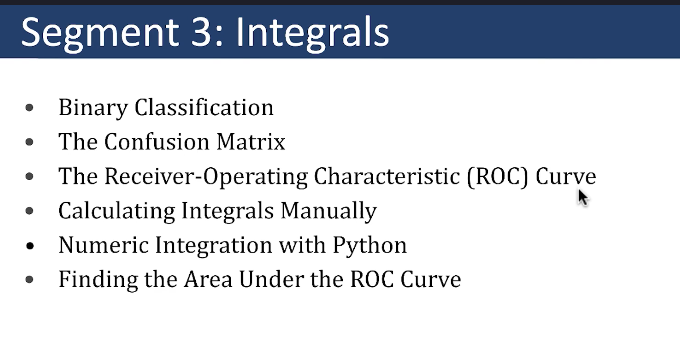 Segment 3: Integrals
• Binary Classification
• The Confusion Matrix
• The Receiver-Operating Characteristic (ROC) Curve
• Calculating Integrals Manually
• Numeric Integration with Python
• Finding the Area Under the ROC Curve